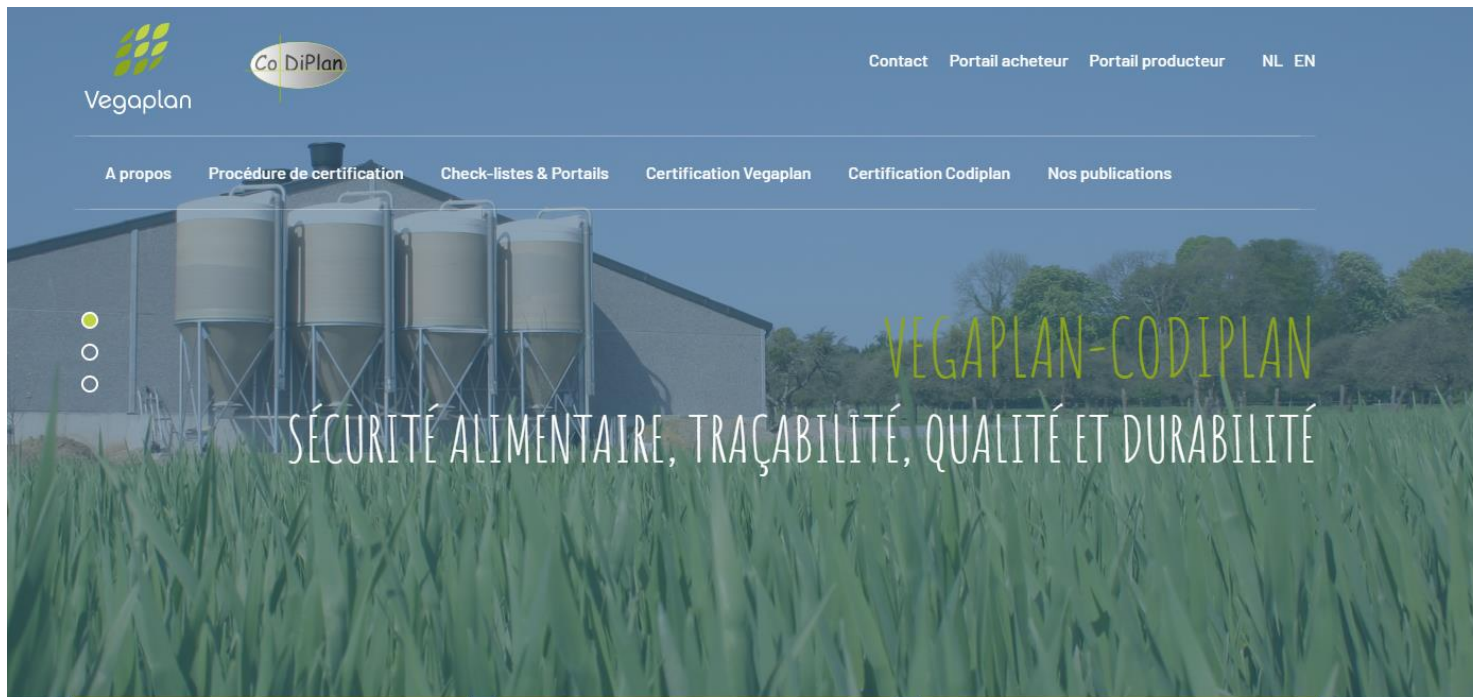 Vegaplan
Co DiPlan
Contact Portail acheteur Portail producteur NL EN
A propos Procédure de certification Check-listes & Portails Certification Vegaplan Certification Codiplan Nos publications
VEGAPLAN-CODIPLAN
SÉCURITÉ ALIMENTAIRE, TRAÇABILITÉ, QUALITÉ ET DURABILITÉ